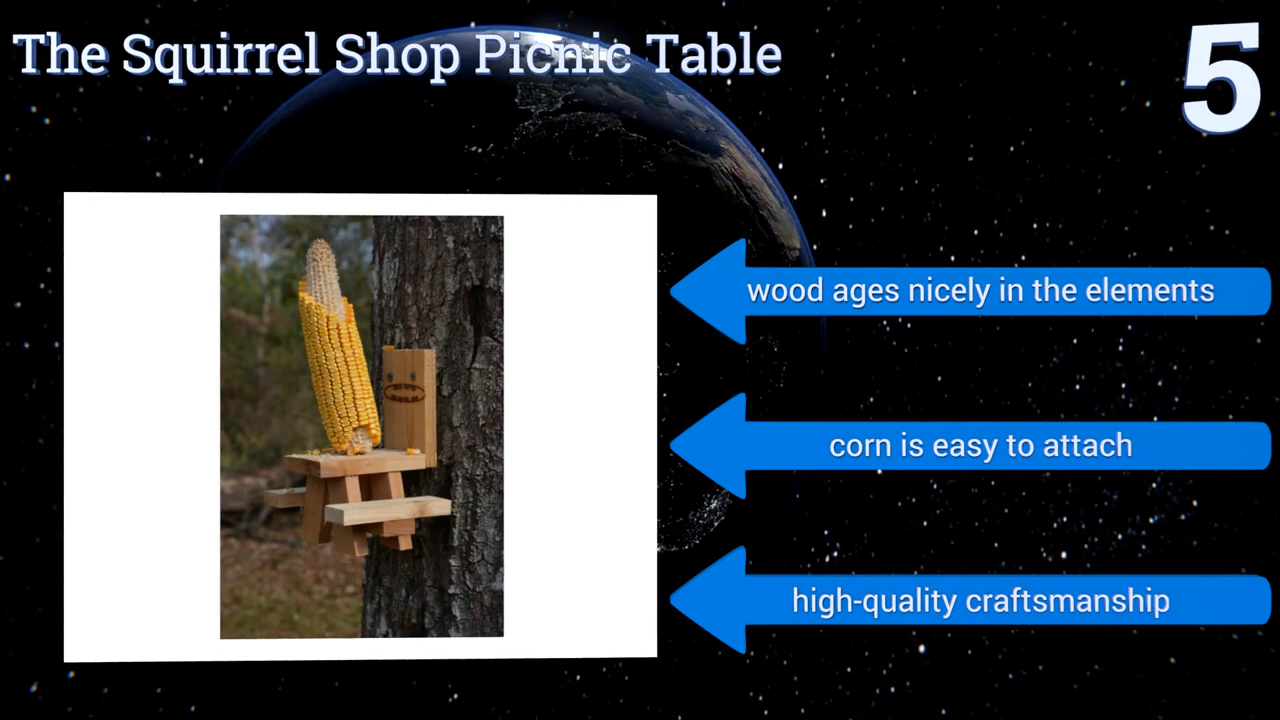 The Squirrel Shop Picnic Table
5
wood ages nicely in the elements
corn is easy to attach
high-quality craftsmanship